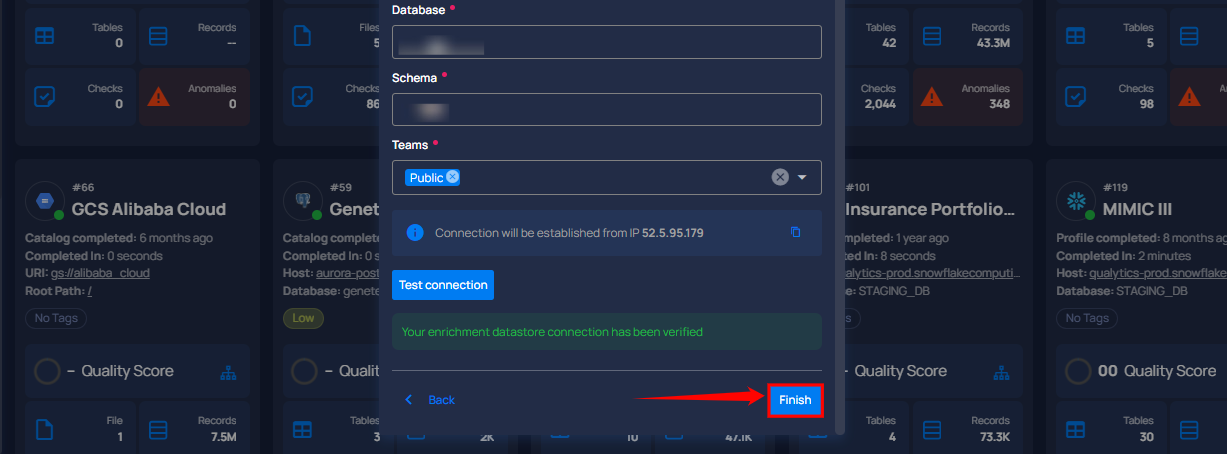 Tables
0
Records
--
Checks
0
Anomalies
0
Files
5
Checks
86
Database *
Schema *
Teams *
Public
Connection will be established from IP 52.5.95.179
Test connection
Your enrichment datastore connection has been verified
Back
Finish
Tables
42
Records
43.3M
Checks
2,044
Anomalies
348
Tables
5
Records
Checks
98
#66
GCS Alibaba Cloud
Catalog completed: 6 months ago
Completed In: 0 seconds
URI: gs://alibaba_cloud
Root Path: /
No Tags
– Quality Score
File
1
Records
7.5M
#59
Genet
Catalog comp
Completed In: 0 s
Host: aurora-post
Database: genete
Low
– Quality
Tables
3
2K
10
47.1K
#101
Insurance Portfolio...
completed: 1 year ago
In: 8 seconds
alytics-prod.snowflakecomputi...
e: STAGING_DB
s
Quality Score
Tables
4
Records
73.3K
#119
MIMIC III
Profile completed: 8 months ago
Completed In: 2 minutes
Host: qualytics-prod.snowflake
Database: STAGING_DB
No Tags
00 Quality Score
Tables
30
Records